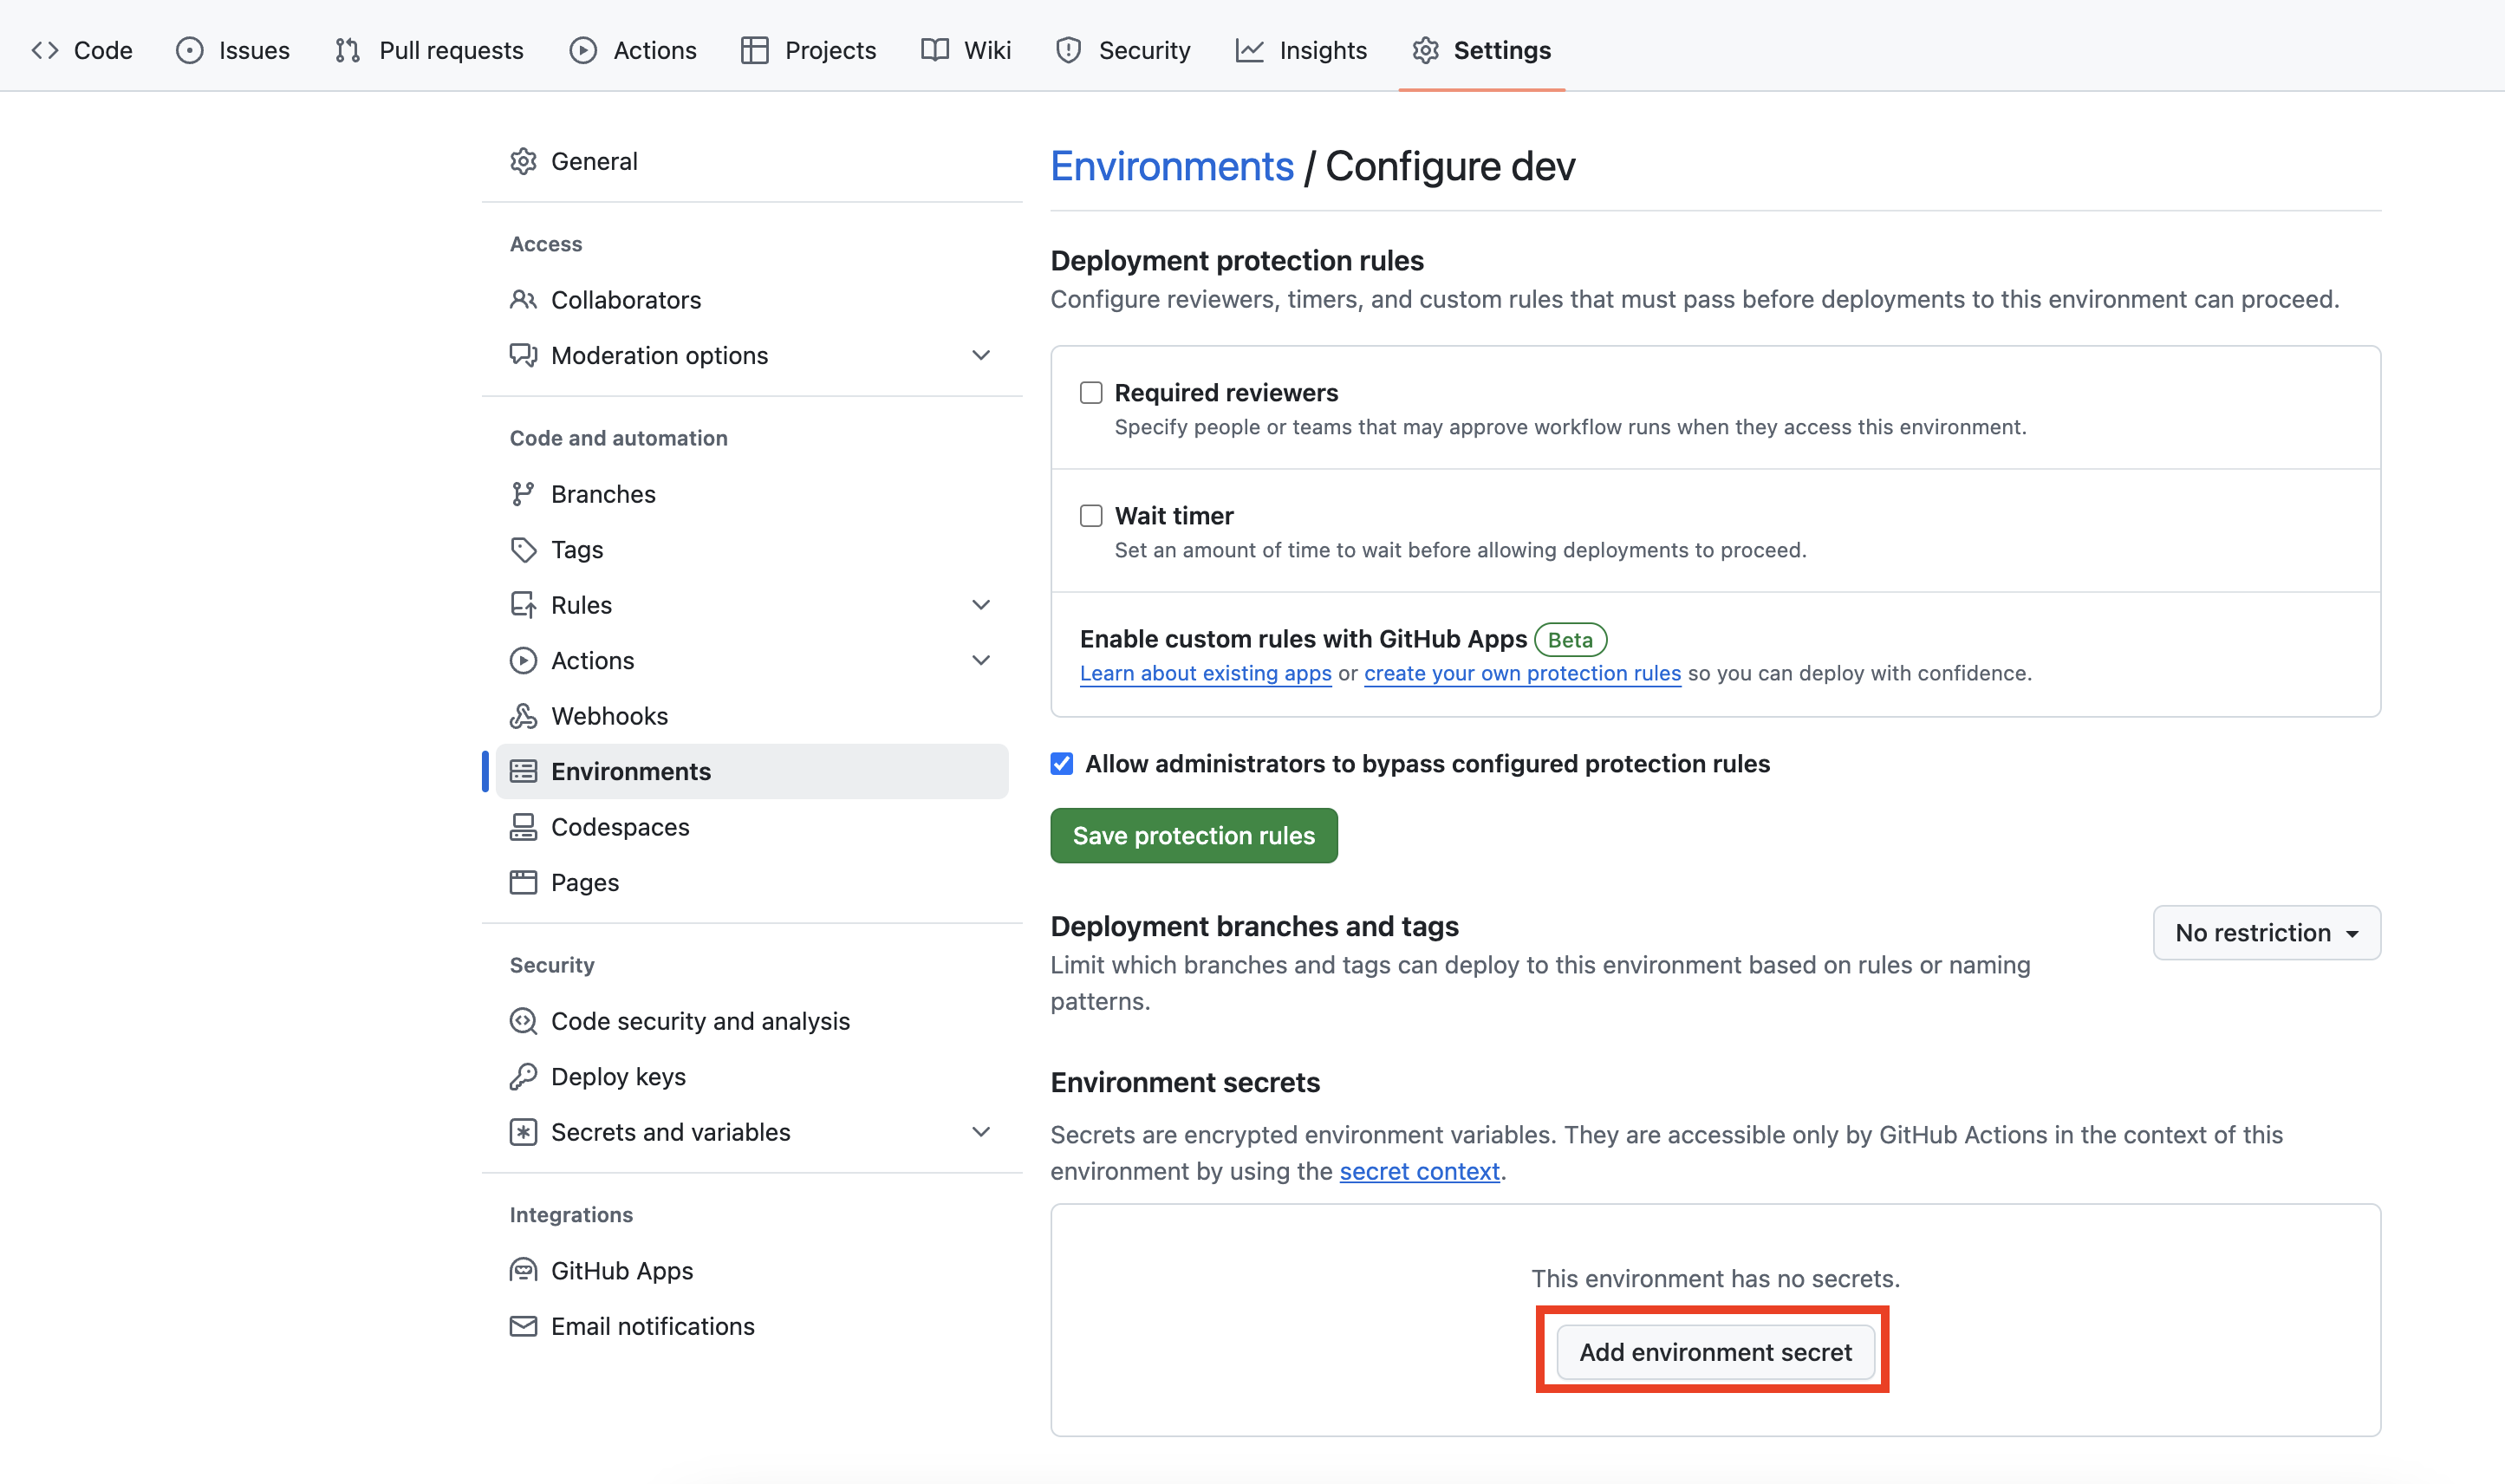 Code Issues Pull requests Actions Projects Wiki Security Insights Settings
General
Access
Collaborators
Moderation options
Code and automation
Branches
Tags
Rules
Actions
Webhooks
Environments
Codespaces
Pages
Security
Code security and analysis
Deploy keys
Secrets and variables
Integrations
GitHub Apps
Email notifications
Environments / Configure dev
Deployment protection rules
Configure reviewers, timers, and custom rules that must pass before deployments to this environment can proceed.
Required reviewers
Specify people or teams that may approve workflow runs when they access this environment.
Wait timer
Set an amount of time to wait before allowing deployments to proceed.
Enable custom rules with GitHub Apps Beta
Learn about existing apps or create your own protection rules so you can deploy with confidence.
Allow administrators to bypass configured protection rules
Save protection rules
Deployment branches and tags
No restriction
Limit which branches and tags can deploy to this environment based on rules or naming
patterns.
Environment secrets
Secrets are encrypted environment variables. They are accessible only by GitHub Actions in the context of this
environment by using the secret context.
This environment has no secrets.
Add environment secret